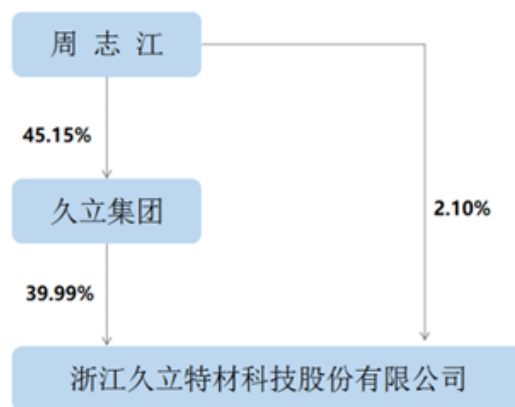 周 志 江
45.15%
久立集团
2.10%
39.99%
浙江久立特材科技股份有限公司